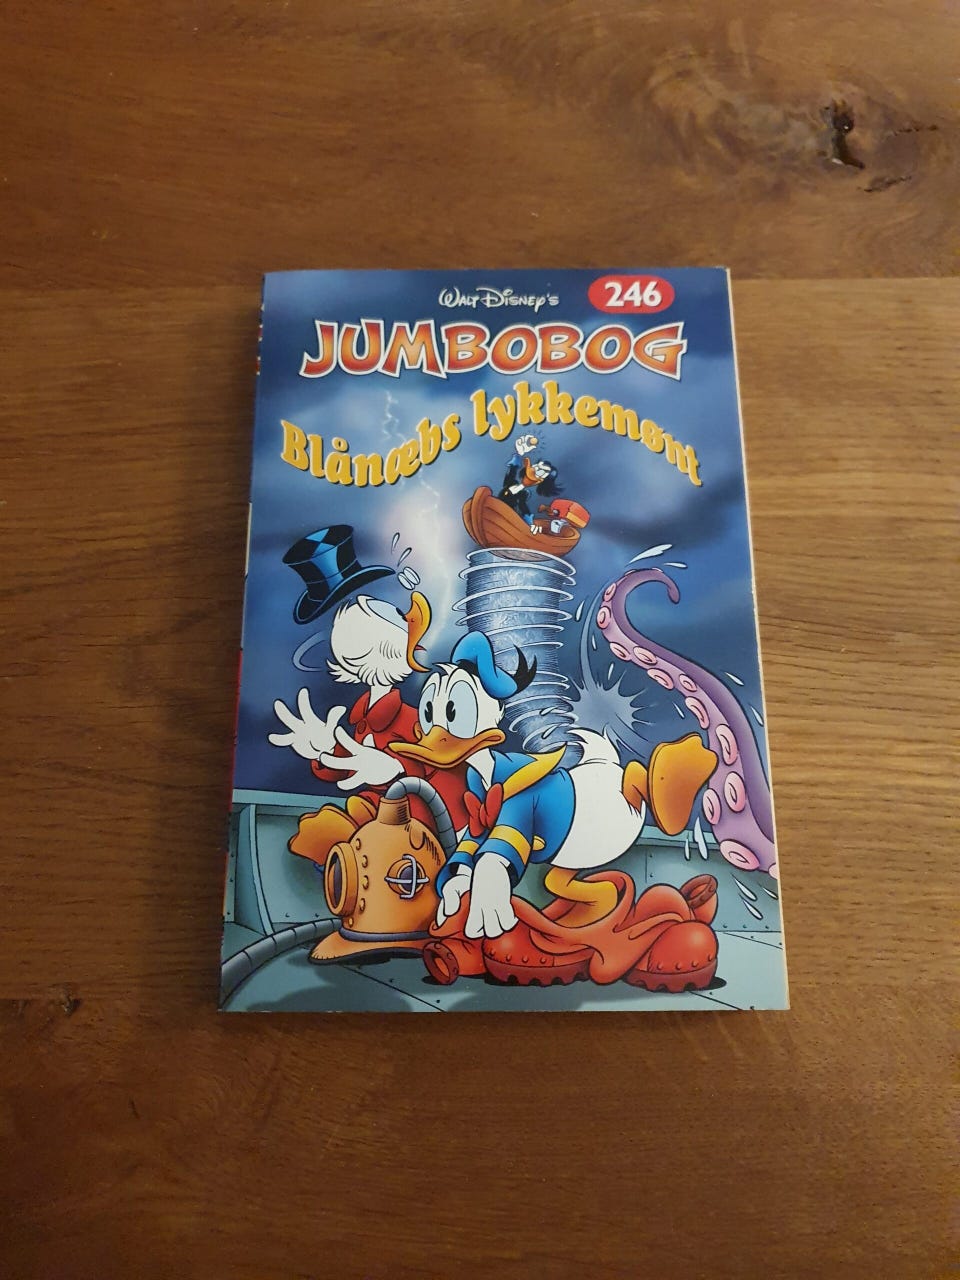 WALT DISNEY'S 246
JUMBOBOG
Blånæbs lykkemønt